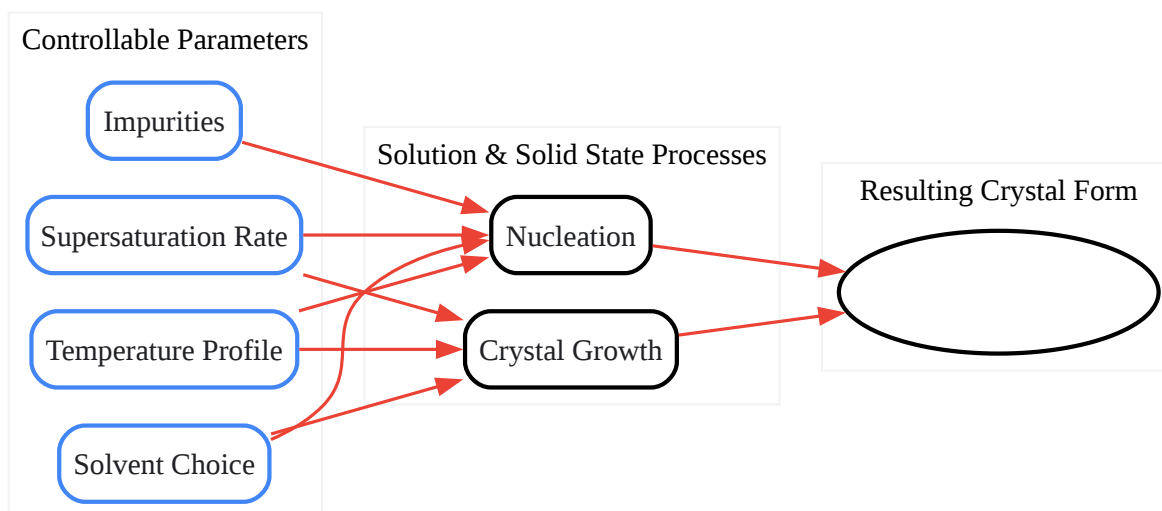 Controllable Parameters
Impurities
Supersaturation Rate
Temperature Profile
Solvent Choice
Solution & Solid State Processes
Nucleation
Crystal Growth
Resulting Crystal Form